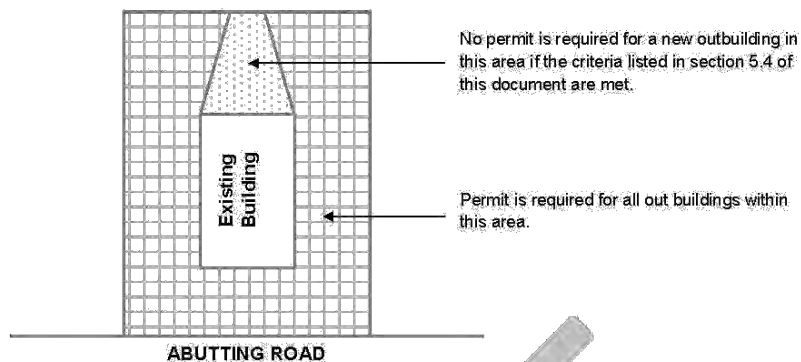 No permit is required for a new outbuilding in
this area if the criteria listed in section 5.4 of
this document are met.
Existing
Building
Permit is required for all out buildings within
this area.
ABUTTING ROAD